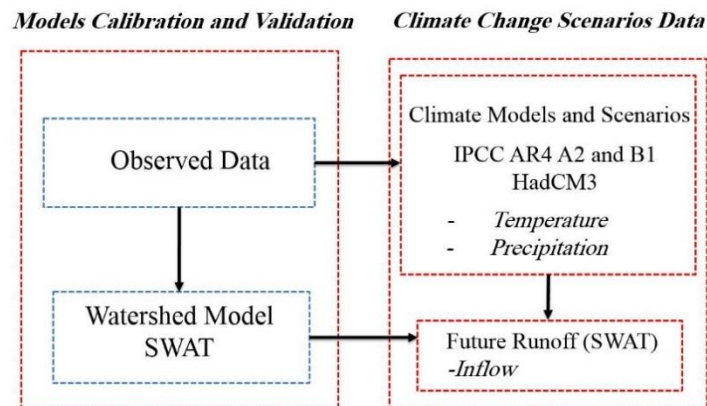 Models Calibration and Validation
Observed Data
Watershed Model
SWAT
Climate Change Scenarios Data
Climate Models and Scenarios
IPCC AR4 A2 and B1
HadCM3
- Temperature
- Precipitation
Future Runoff (SWAT)
-Inflow